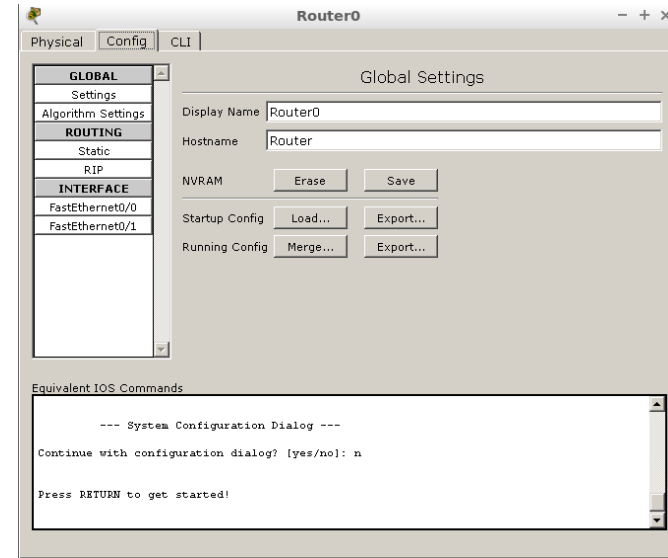 Router0
Physical Config CLI
GLOBAL
Settings
Algorithm Settings
ROUTING
Static
RIP
INTERFACE
FastEthernet0/0
FastEthernet0/1
Global Settings
Display Name Router0
Hostname Router
NVRAM Erase Save
Startup Config Load... Export...
Running Config Merge... Export...
Equivalent IOS Commands
--- System Configuration Dialog ---
Continue with configuration dialog? [yes/no]: n
Press RETURN to get started!